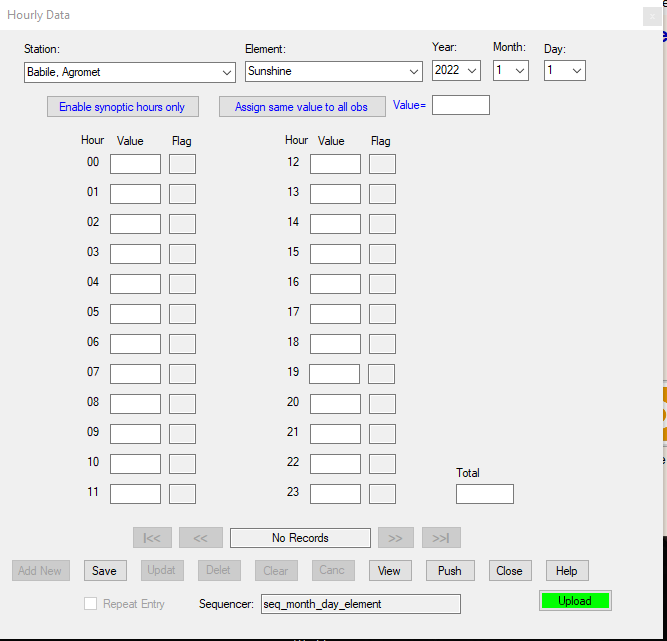 Hourly Data
Station: Element: Year: Month: Day:
Babile, Agromet Sunshine 2022 1 1
Enable synoptic hours only Assign same value to all obs Value=
Hour Value Flag Hour Value Flag
00 12
01 13
02 14
03 15
04 16
05 17
06 18
07 19
08 20
09 21
10 22 Total
11 23
|<< << No Records >> >>|
Add New Save Updat Delet Clear Canc View Push Close Help
Repeat Entry Sequencer: seq_month_day_element Upload